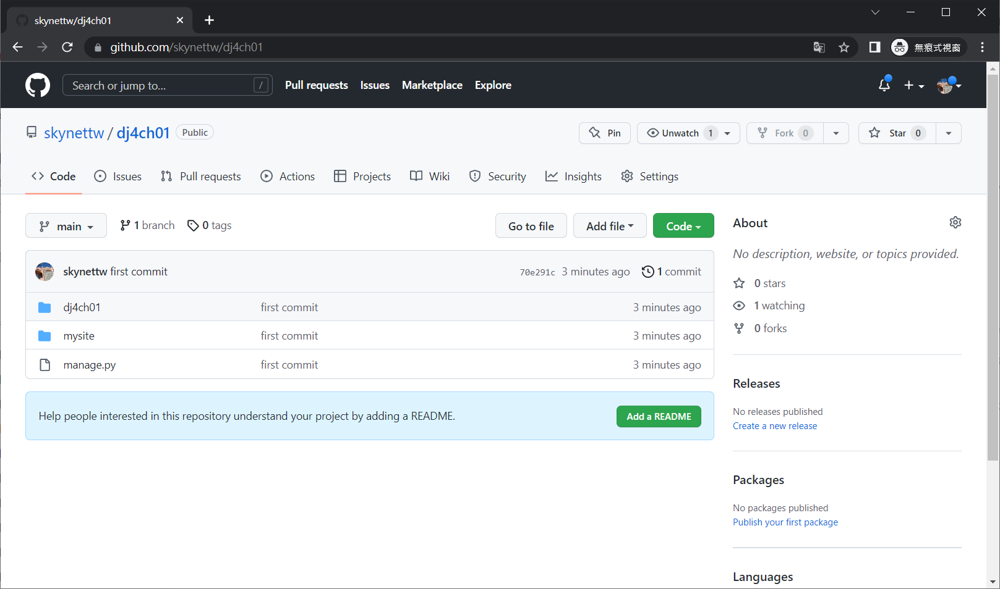 skynettw/dj4ch01
github.com/skynettw/dj4ch01
無痕式視窗
Search or jump to...
/
Pull requests
Issues
Marketplace
Explore
skynettw / dj4ch01
Public
Pin
Unwatch 1
Fork 0
Star 0
Code
Issues
Pull requests
Actions
Projects
Wiki
Security
Insights
Settings
main
1 branch
0 tags
Go to file
Add file
Code
skynettw first commit
70e291c 3 minutes ago
1 commit
dj4ch01 first commit 3 minutes ago
mysite first commit 3 minutes ago
manage.py first commit 3 minutes ago
Help people interested in this repository understand your project by adding a README.
Add a README
About
No description, website, or topics provided.
0 stars
1 watching
0 forks
Releases
No releases published
Create a new release
Packages
No packages published
Publish your first package
Languages